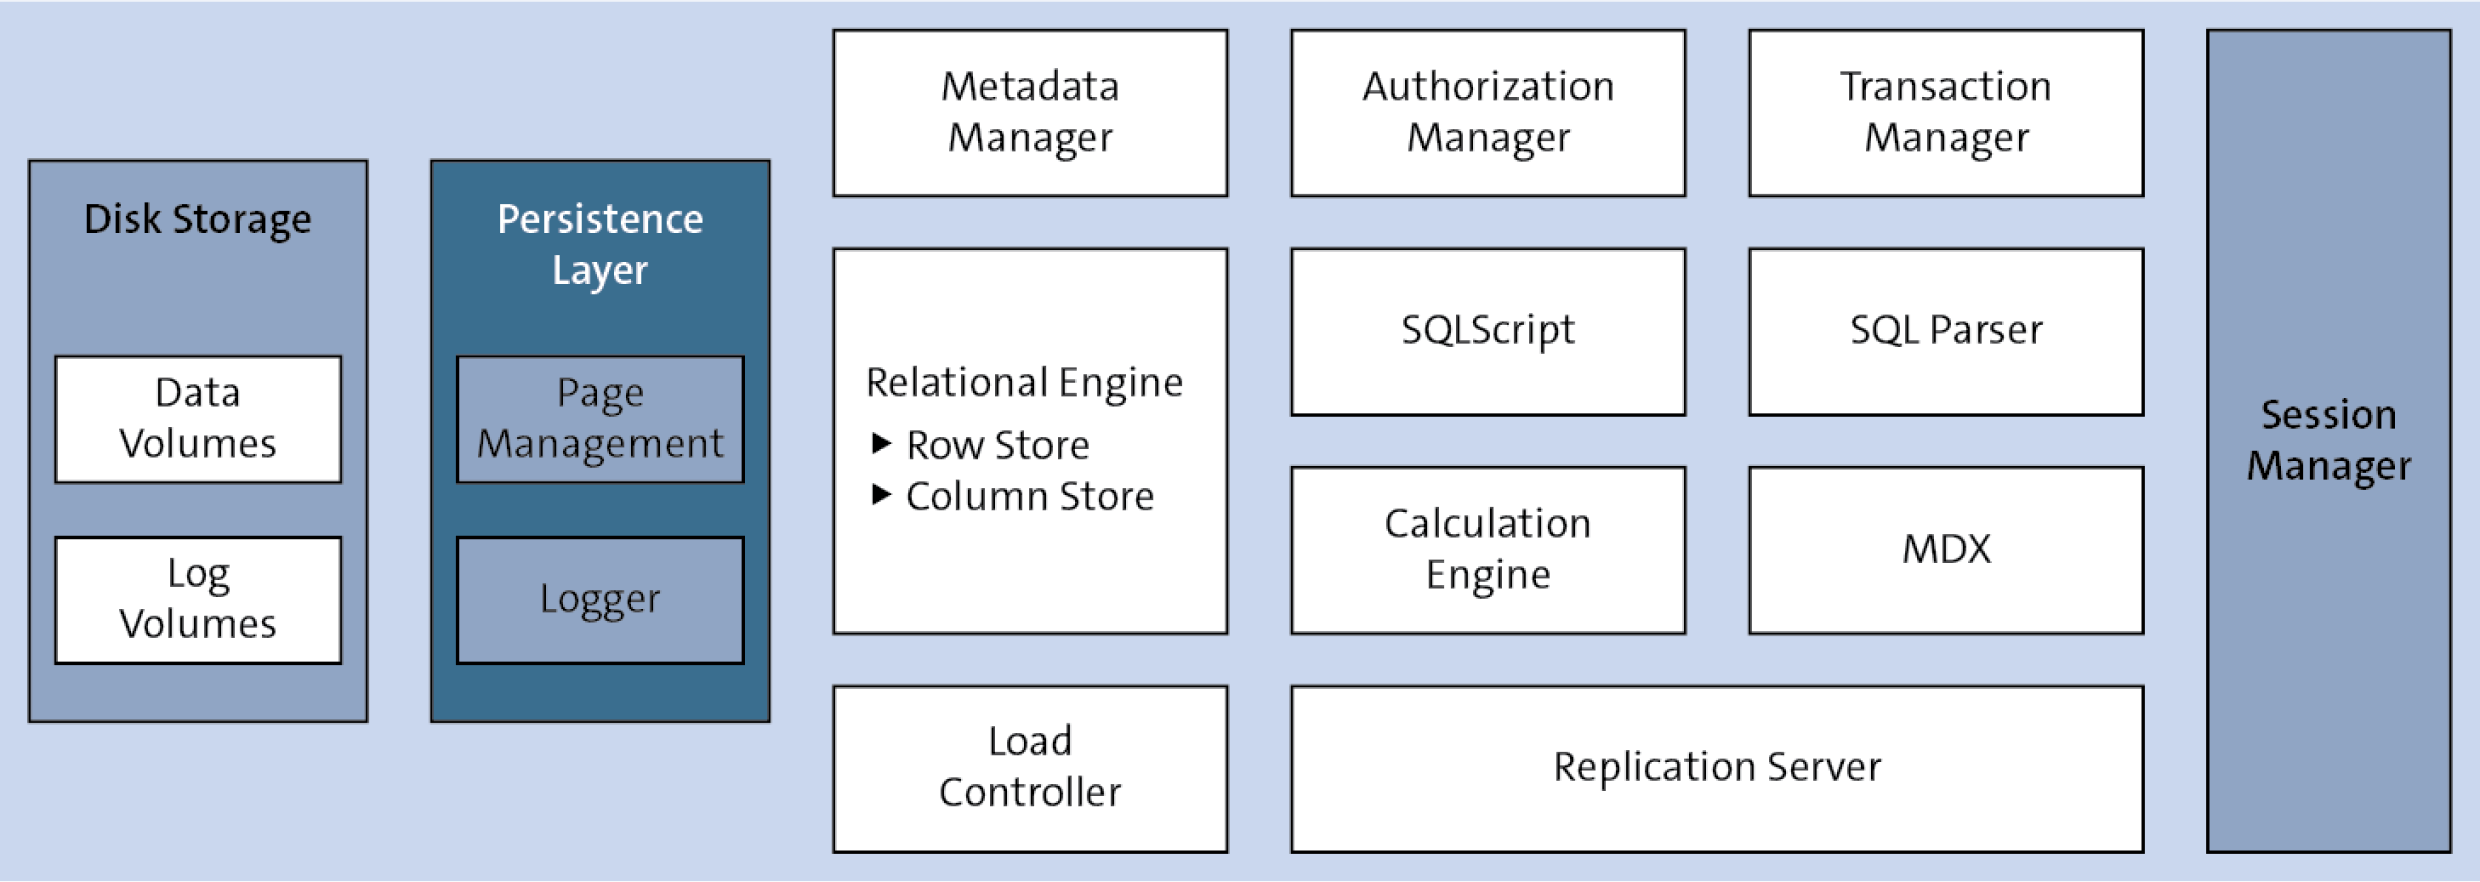 Disk Storage
Data
Volumes
Log
Volumes
Persistence
Layer
Page
Management
Logger
Metadata
Manager
Authorization
Manager
Transaction
Manager
Relational Engine
▶ Row Store
▶ Column Store
SQLScript
SQL Parser
Calculation
Engine
MDX
Load
Controller
Replication Server
Session
Manager